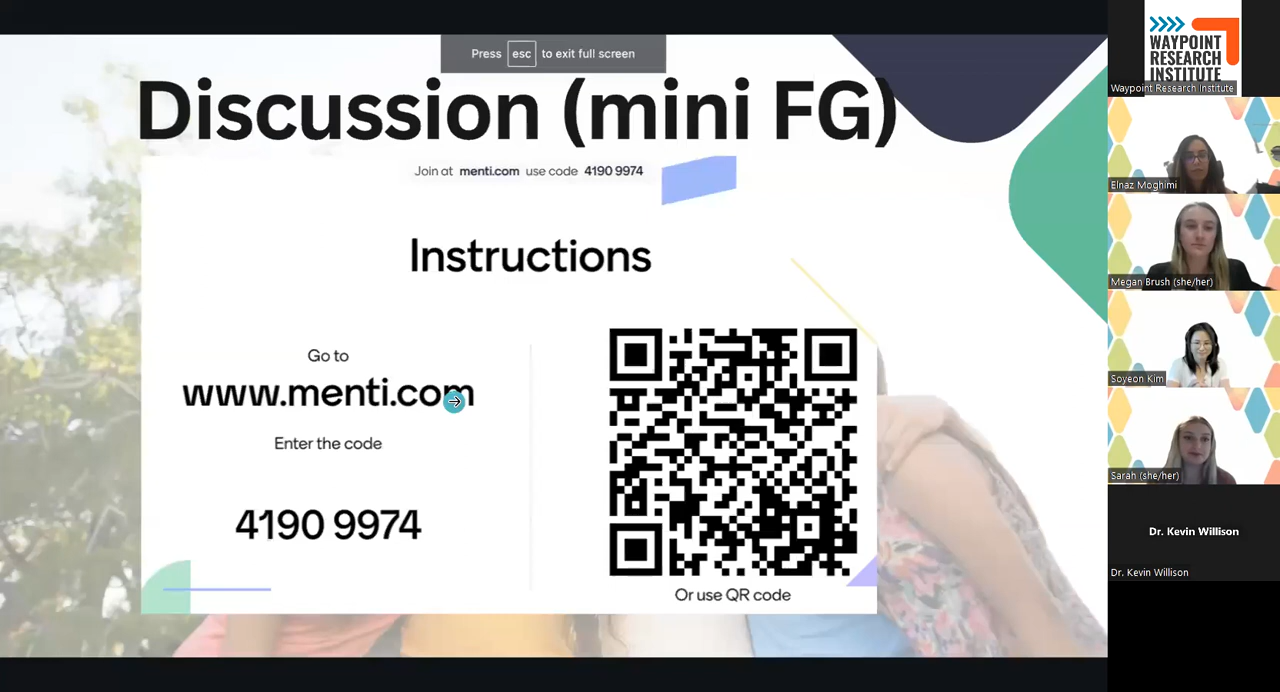 Press esc to exit full screen
Discussion (mini FG)
Join at menti.com use code 4190 9974
Instructions
Go to
www.menti.com
Enter the code
4190 9974
Or use QR code
WAYPOINT
RESEARCH
INSTITUTE
Waypoint Research Institute
Elnaz Moghimi
Megan Brush (she/her)
Soyeon Kim
Sarah (she/her)
Dr. Kevin Willison
Dr. Kevin Willison